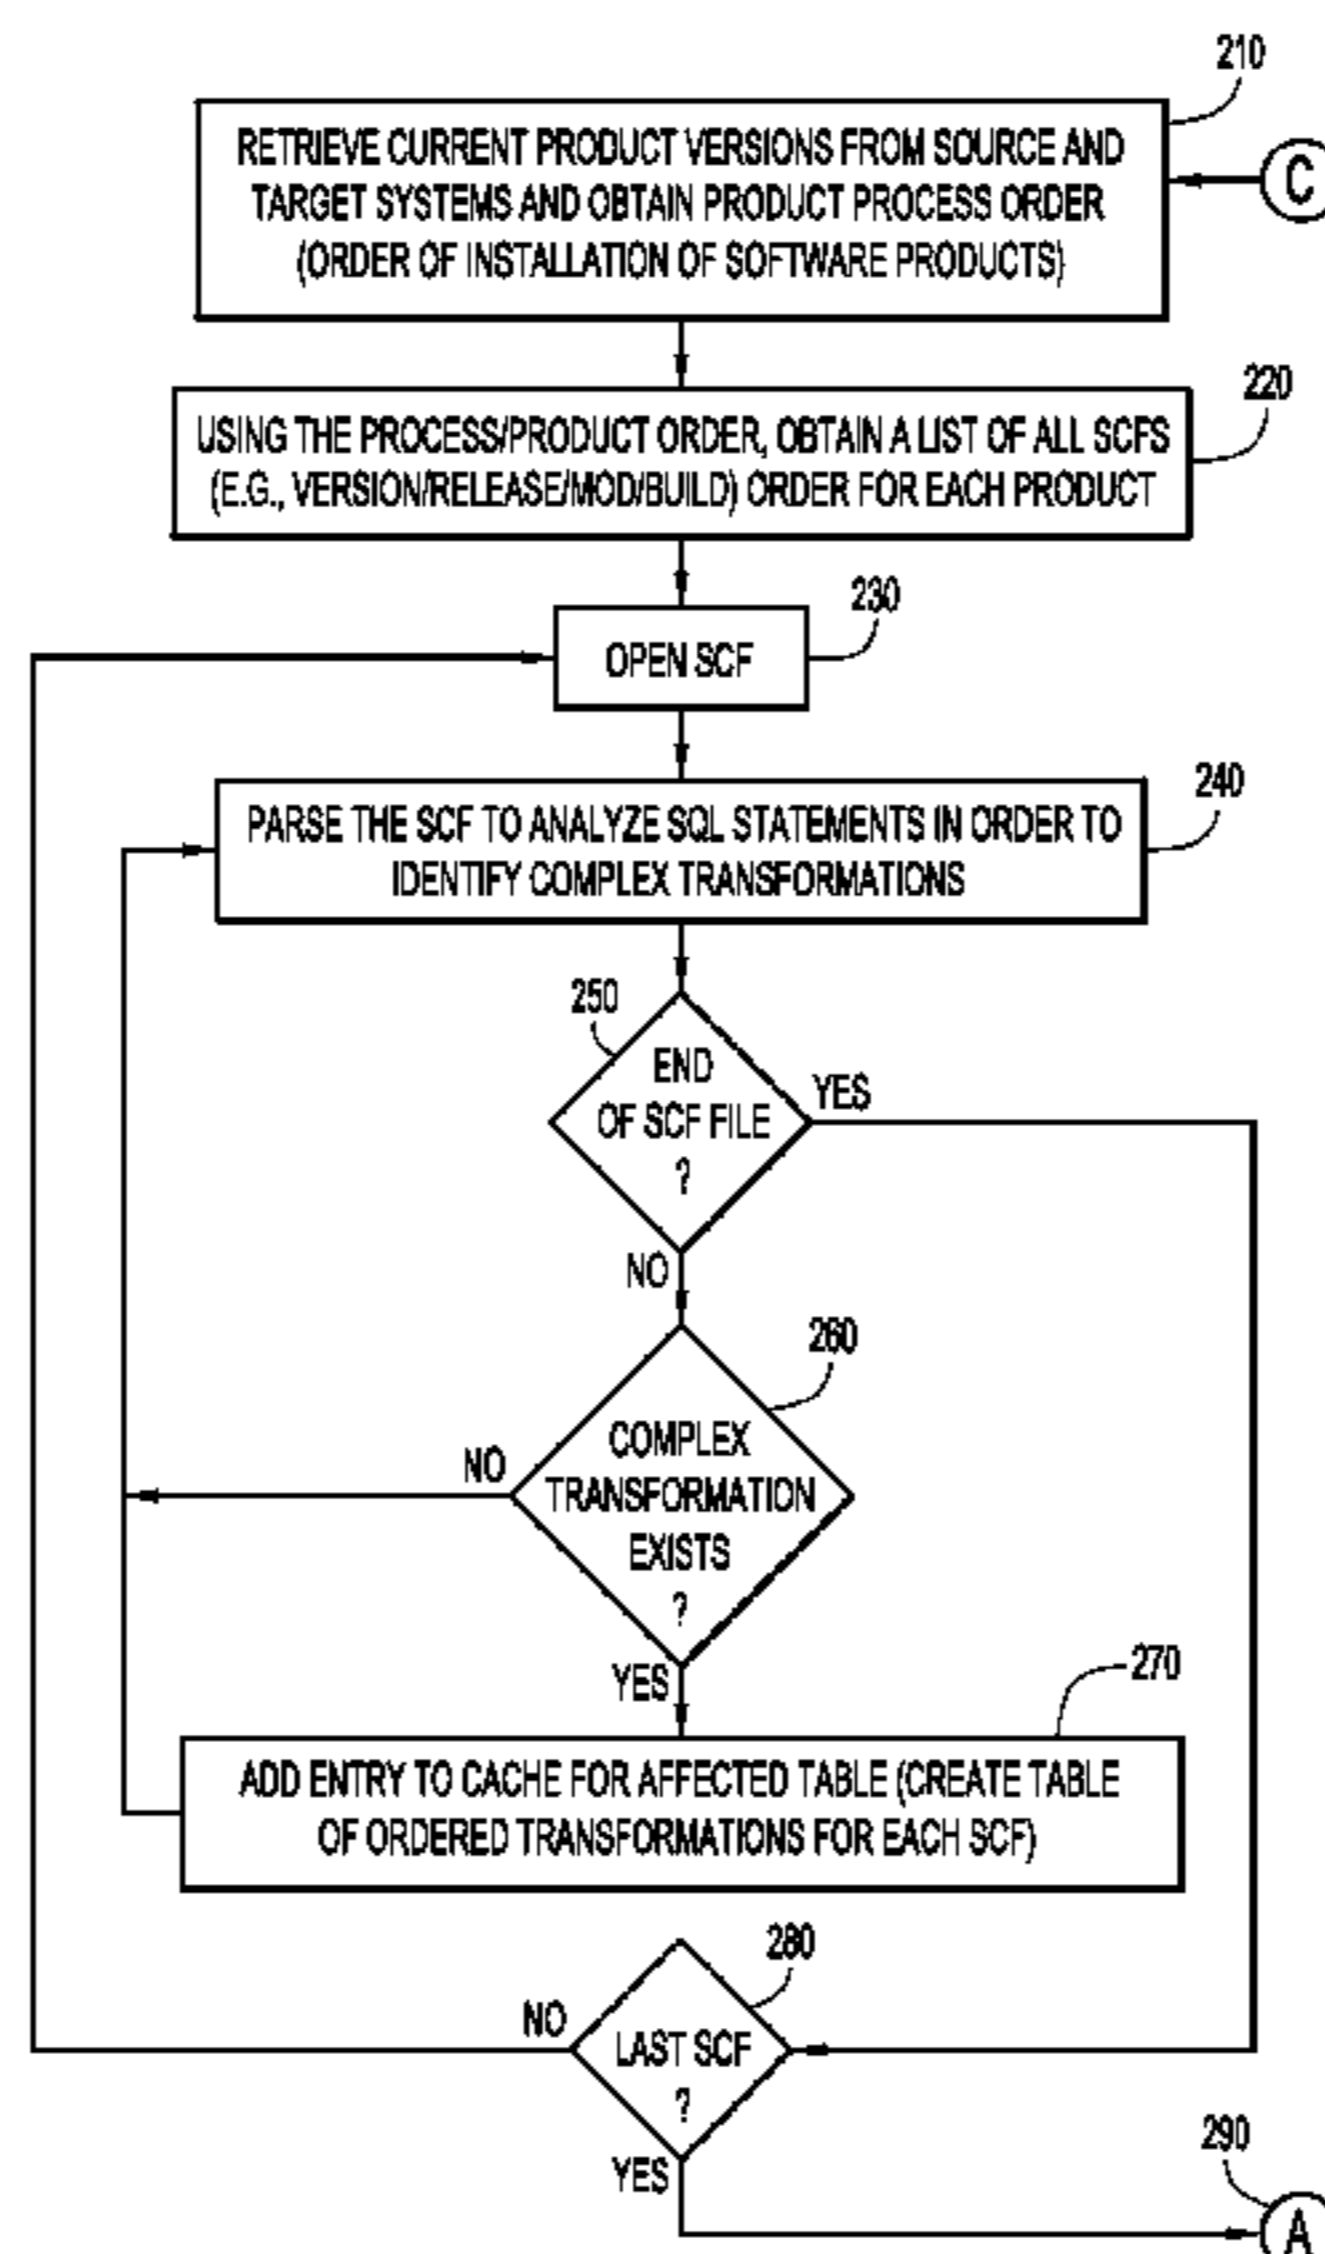 210
RETRIEVE CURRENT PRODUCT VERSIONS FROM SOURCE AND
TARGET SYSTEMS AND OBTAIN PRODUCT PROCESS ORDER
(ORDER OF INSTALLATION OF SOFTWARE PRODUCTS)
C
220
USING THE PROCESS/PRODUCT ORDER, OBTAIN A LIST OF ALL SCFS
(E.G., VERSION/RELEASE/MOD/BUILD) ORDER FOR EACH PRODUCT
230
OPEN SCF
240
PARSE THE SCF TO ANALYZE SQL STATEMENTS IN ORDER TO
IDENTIFY COMPLEX TRANSFORMATIONS
250
END
OF SCF FILE
?
YES
NO
260
COMPLEX
TRANSFORMATION
EXISTS
?
NO
YES
270
ADD ENTRY TO CACHE FOR AFFECTED TABLE (CREATE TABLE
OF ORDERED TRANSFORMATIONS FOR EACH SCF)
280
NO
LAST SCF
?
YES
290
A